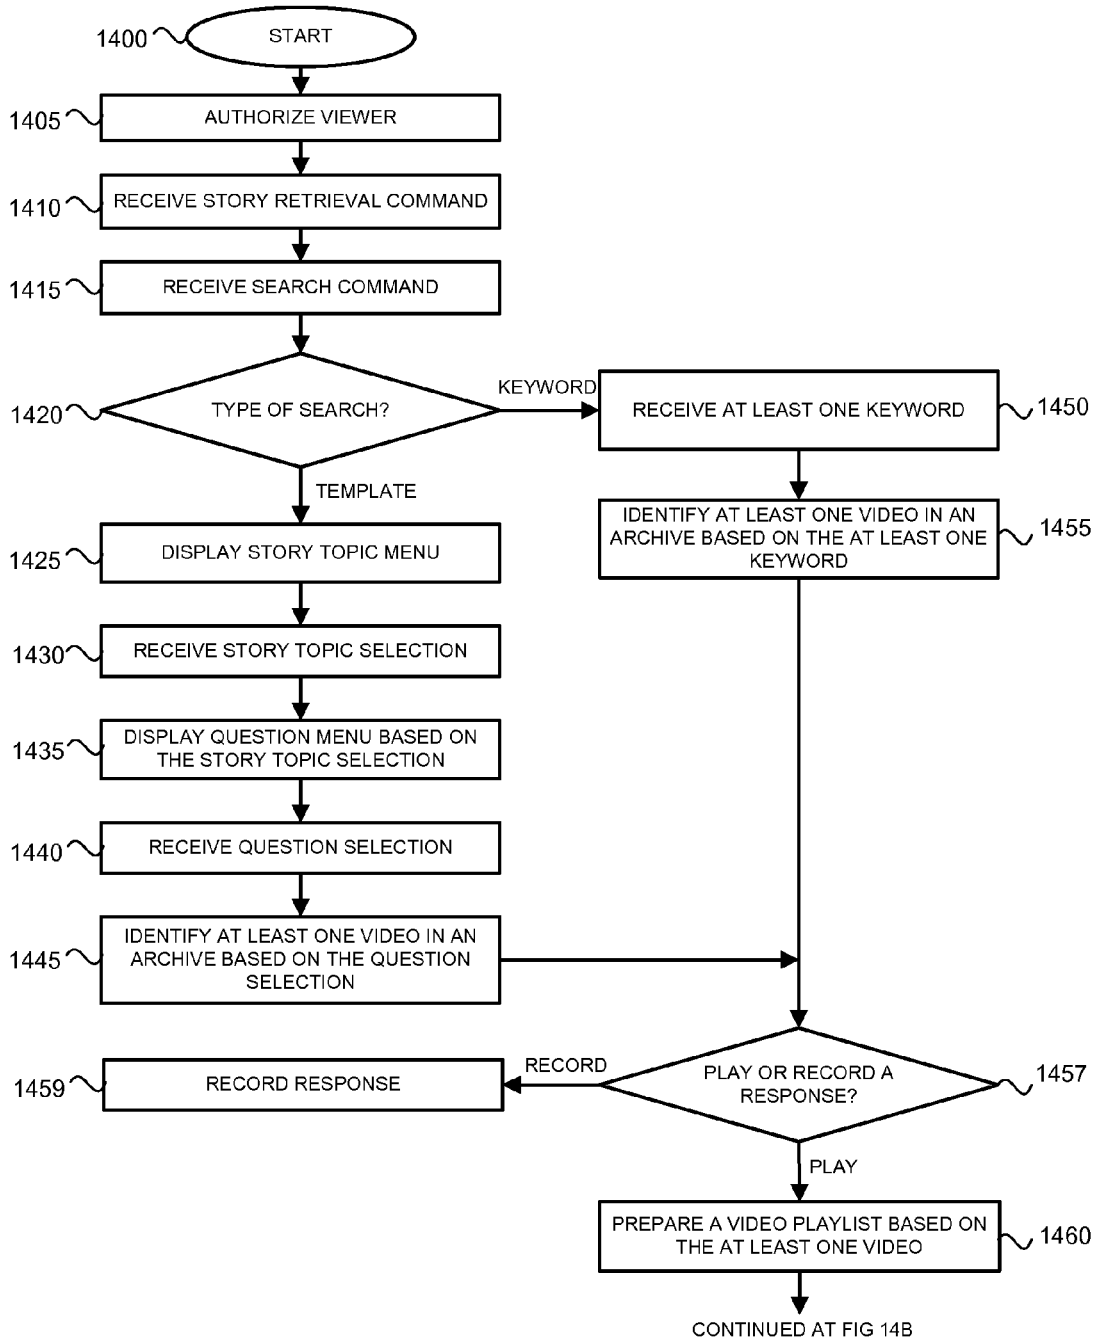 1400
START
1405
AUTHORIZE VIEWER
1410
RECEIVE STORY RETRIEVAL COMMAND
1415
RECEIVE SEARCH COMMAND
1420
TYPE OF SEARCH?
KEYWORD
RECEIVE AT LEAST ONE KEYWORD
1450
TEMPLATE
IDENTIFY AT LEAST ONE VIDEO IN AN
ARCHIVE BASED ON THE AT LEAST ONE
KEYWORD
1455
1425
DISPLAY STORY TOPIC MENU
1430
RECEIVE STORY TOPIC SELECTION
1435
DISPLAY QUESTION MENU BASED ON
THE STORY TOPIC SELECTION
1440
RECEIVE QUESTION SELECTION
1445
IDENTIFY AT LEAST ONE VIDEO IN AN
ARCHIVE BASED ON THE QUESTION
SELECTION
1459
RECORD RESPONSE
RECORD
PLAY OR RECORD A
RESPONSE?
1457
PLAY
PREPARE A VIDEO PLAYLIST BASED ON
THE AT LEAST ONE VIDEO
1460
CONTINUED AT FIG 14B